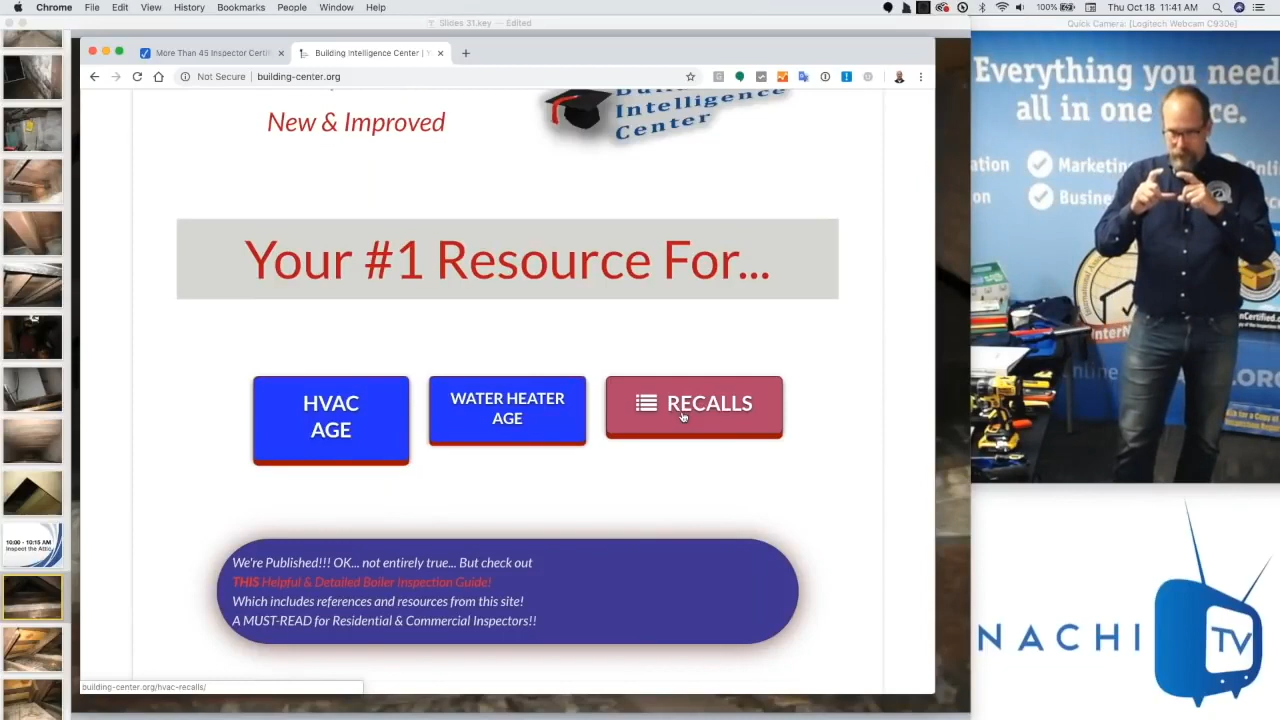 Chrome File Edit View History Bookmarks People Window Help
100% Thu Oct 18 11:41 AM
Slides 31.key — Edited
Quick Camera: [Logitech Webcam C930e]
More Than 45 Inspector Certifi
Building Intelligence Center | Y
Not Secure | building-center.org
Intelligence
Center
New & Improved
Your #1 Resource For...
HVAC
AGE
WATER HEATER
AGE
RECALLS
We're Published!!! OK... not entirely true... But check out
THIS Helpful & Detailed Boiler Inspection Guide!
Which includes references and resources from this site!
A MUST-READ for Residential & Commercial Inspectors!!
building-center.org/hvac-recalls/
10:00 - 10:15 AM
Inspect the Attic
Everything you need
all in one
Marketing
NACHI
TV